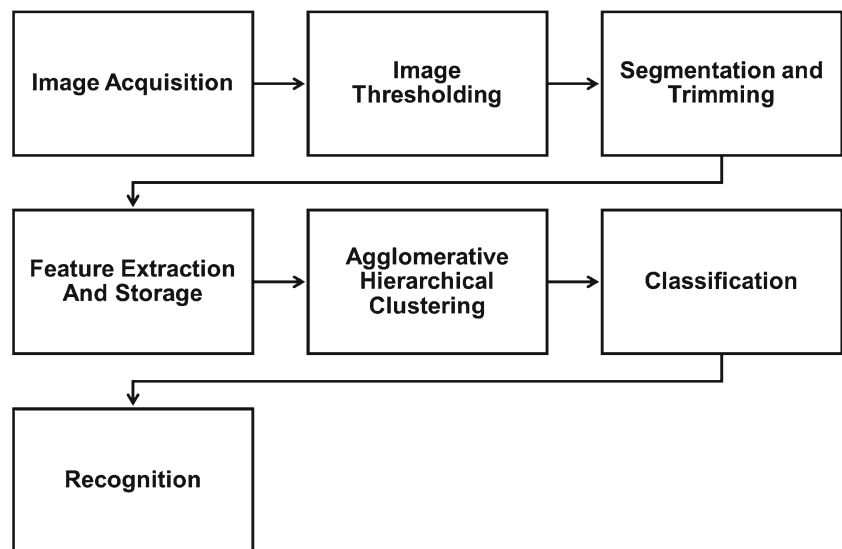 Image Acquisition
Image
Thresholding
Segmentation and
Trimming
Feature Extraction
And Storage
Agglomerative
Hierarchical
Clustering
Classification
Recognition